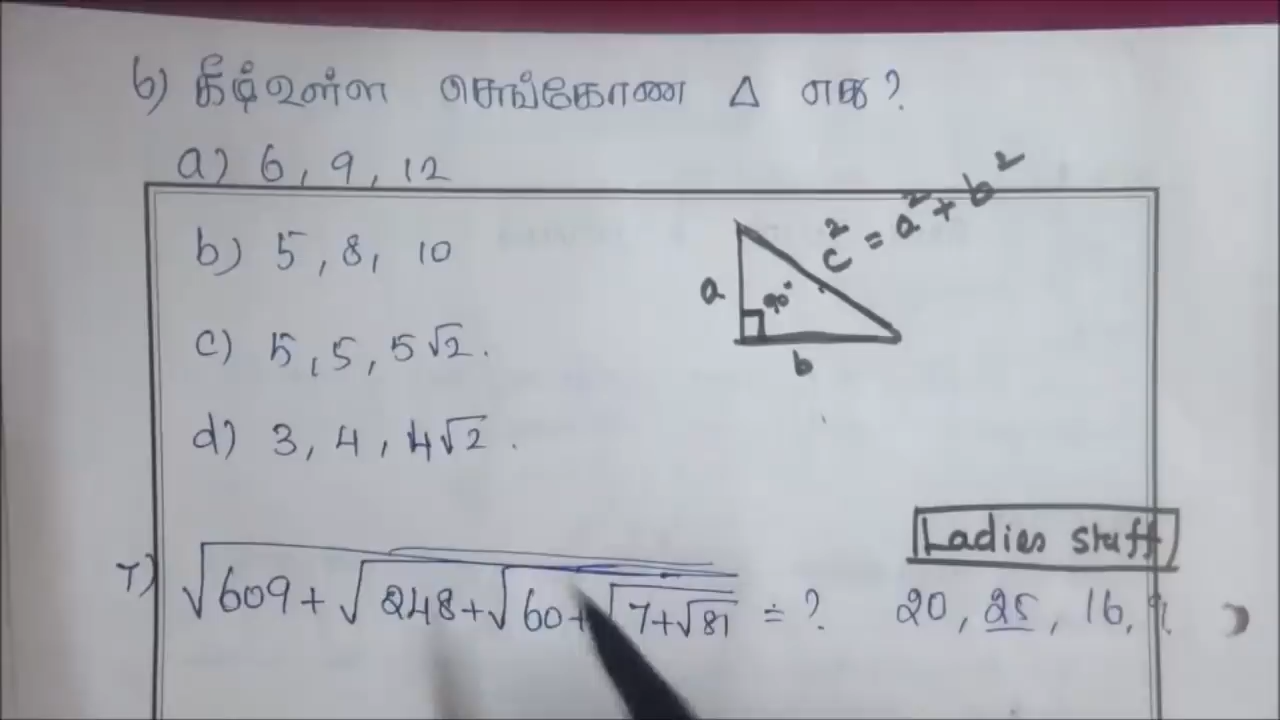 6) கீழ்உள்ள செங்கோண Δ எது?
a) 6, 9, 12
b) 5, 8, 10
c) 5, 5, 5√2.
d) 3, 4, 4√2.
c² = a² + b²
a
90°
b
Ladies staff
7) √609+√248+√60+√7+√81 = ? 20, 25, 16,